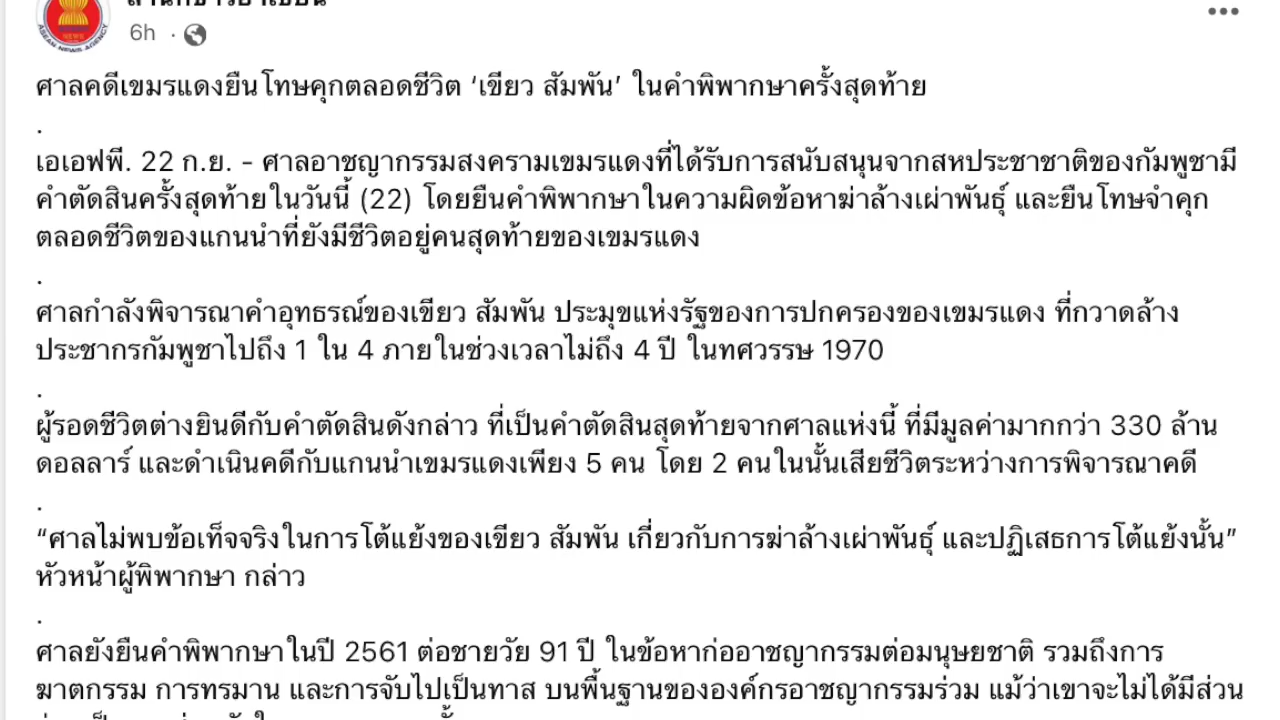 6h ·
ศาลคดีเขมรแดงยืนโทษคุกตลอดชีวิต ‘เขียว สัมพัน’ ในคำพิพากษาครั้งสุดท้าย
.
เอเอฟพี. 22 ก.ย. - ศาลอาชญากรรมสงครามเขมรแดงที่ได้รับการสนับสนุนจากสหประชาชาติของกัมพูชามี
คำตัดสินครั้งสุดท้ายในวันนี้ (22) โดยยืนคำพิพากษาในความผิดข้อหาฆ่าล้างเผ่าพันธุ์ และยืนโทษจำคุก
ตลอดชีวิตของแกนนำที่ยังมีชีวิตอยู่คนสุดท้ายของเขมรแดง
.
ศาลกำลังพิจารณาคำอุทธรณ์ของเขียว สัมพัน ประมุขแห่งรัฐของการปกครองของเขมรแดง ที่กวาดล้าง
ประชากรกัมพูชาไปถึง 1 ใน 4 ภายในช่วงเวลาไม่ถึง 4 ปี ในทศวรรษ 1970
.
ผู้รอดชีวิตต่างยินดีกับคำตัดสินดังกล่าว ที่เป็นคำตัดสินสุดท้ายจากศาลแห่งนี้ ที่มีมูลค่ามากกว่า 330 ล้าน
ดอลลาร์ และดำเนินคดีกับแกนนำเขมรแดงเพียง 5 คน โดย 2 คนในนั้นเสียชีวิตระหว่างการพิจารณาคดี
.
“ศาลไม่พบข้อเท็จจริงในการโต้แย้งของเขียว สัมพัน เกี่ยวกับการฆ่าล้างเผ่าพันธุ์ และปฏิเสธการโต้แย้งนั้น”
หัวหน้าผู้พิพากษา กล่าว
.
ศาลยังยืนคำพิพากษาในปี 2561 ต่อชายวัย 91 ปี ในข้อหาก่ออาชญากรรมต่อมนุษยชาติ รวมถึงการ
ฆาตกรรม การทรมาน และการจับไปเป็นทาส บนพื้นฐานขององค์กรอาชญากรรมร่วม แม้ว่าเขาจะไม่ได้มีส่วน